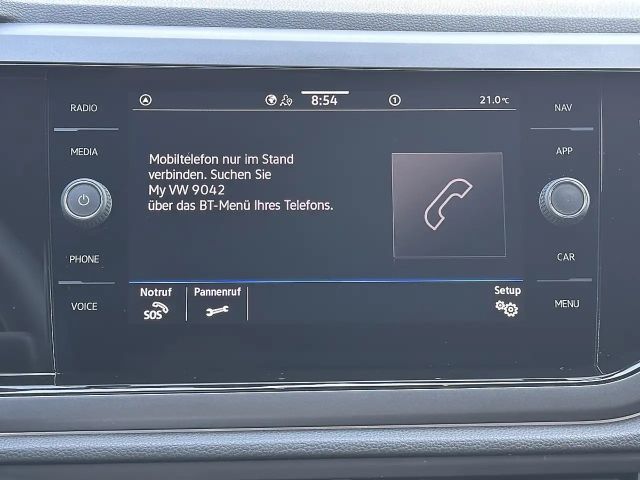 RADIO
MEDIA
PHONE
VOICE
8:54
1
21.0°C
Mobiltelefon nur im Stand
verbinden. Suchen Sie
My VW 9042
über das BT-Menü Ihres Telefons.
Notruf
SOS
Pannenruf
Setup
NAV
APP
CAR
MENU